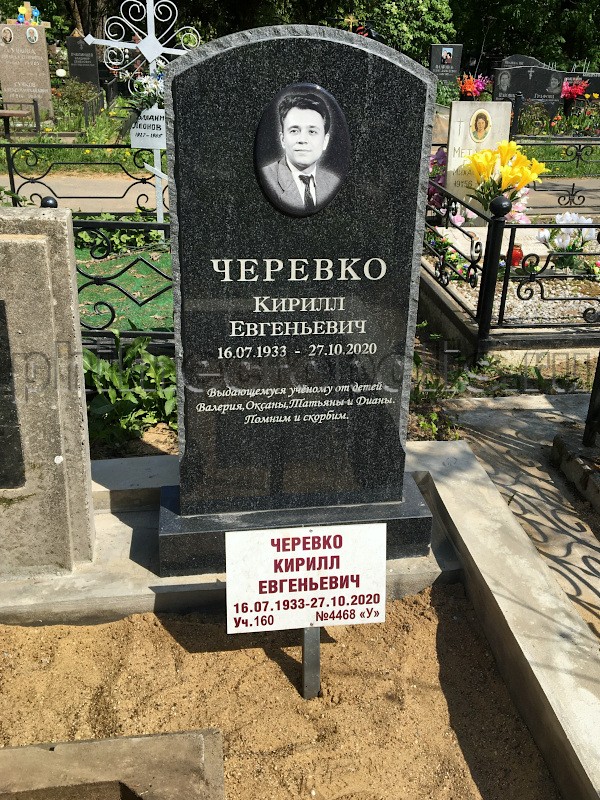 ЧЕРЕВКО
КИРИЛЛ
ЕВГЕНЬЕВИЧ
16.07.1933 - 27.10.2020
Выдающемуся учёному от детей -
Валерия, Оксаны, Татьяны и Дианы.
Помним и скорбим.
ЧЕРЕВКО
КИРИЛЛ
ЕВГЕНЬЕВИЧ
16.07.1933-27.10.2020
Уч.160 №4468 «У»
ЛЕОНОВ